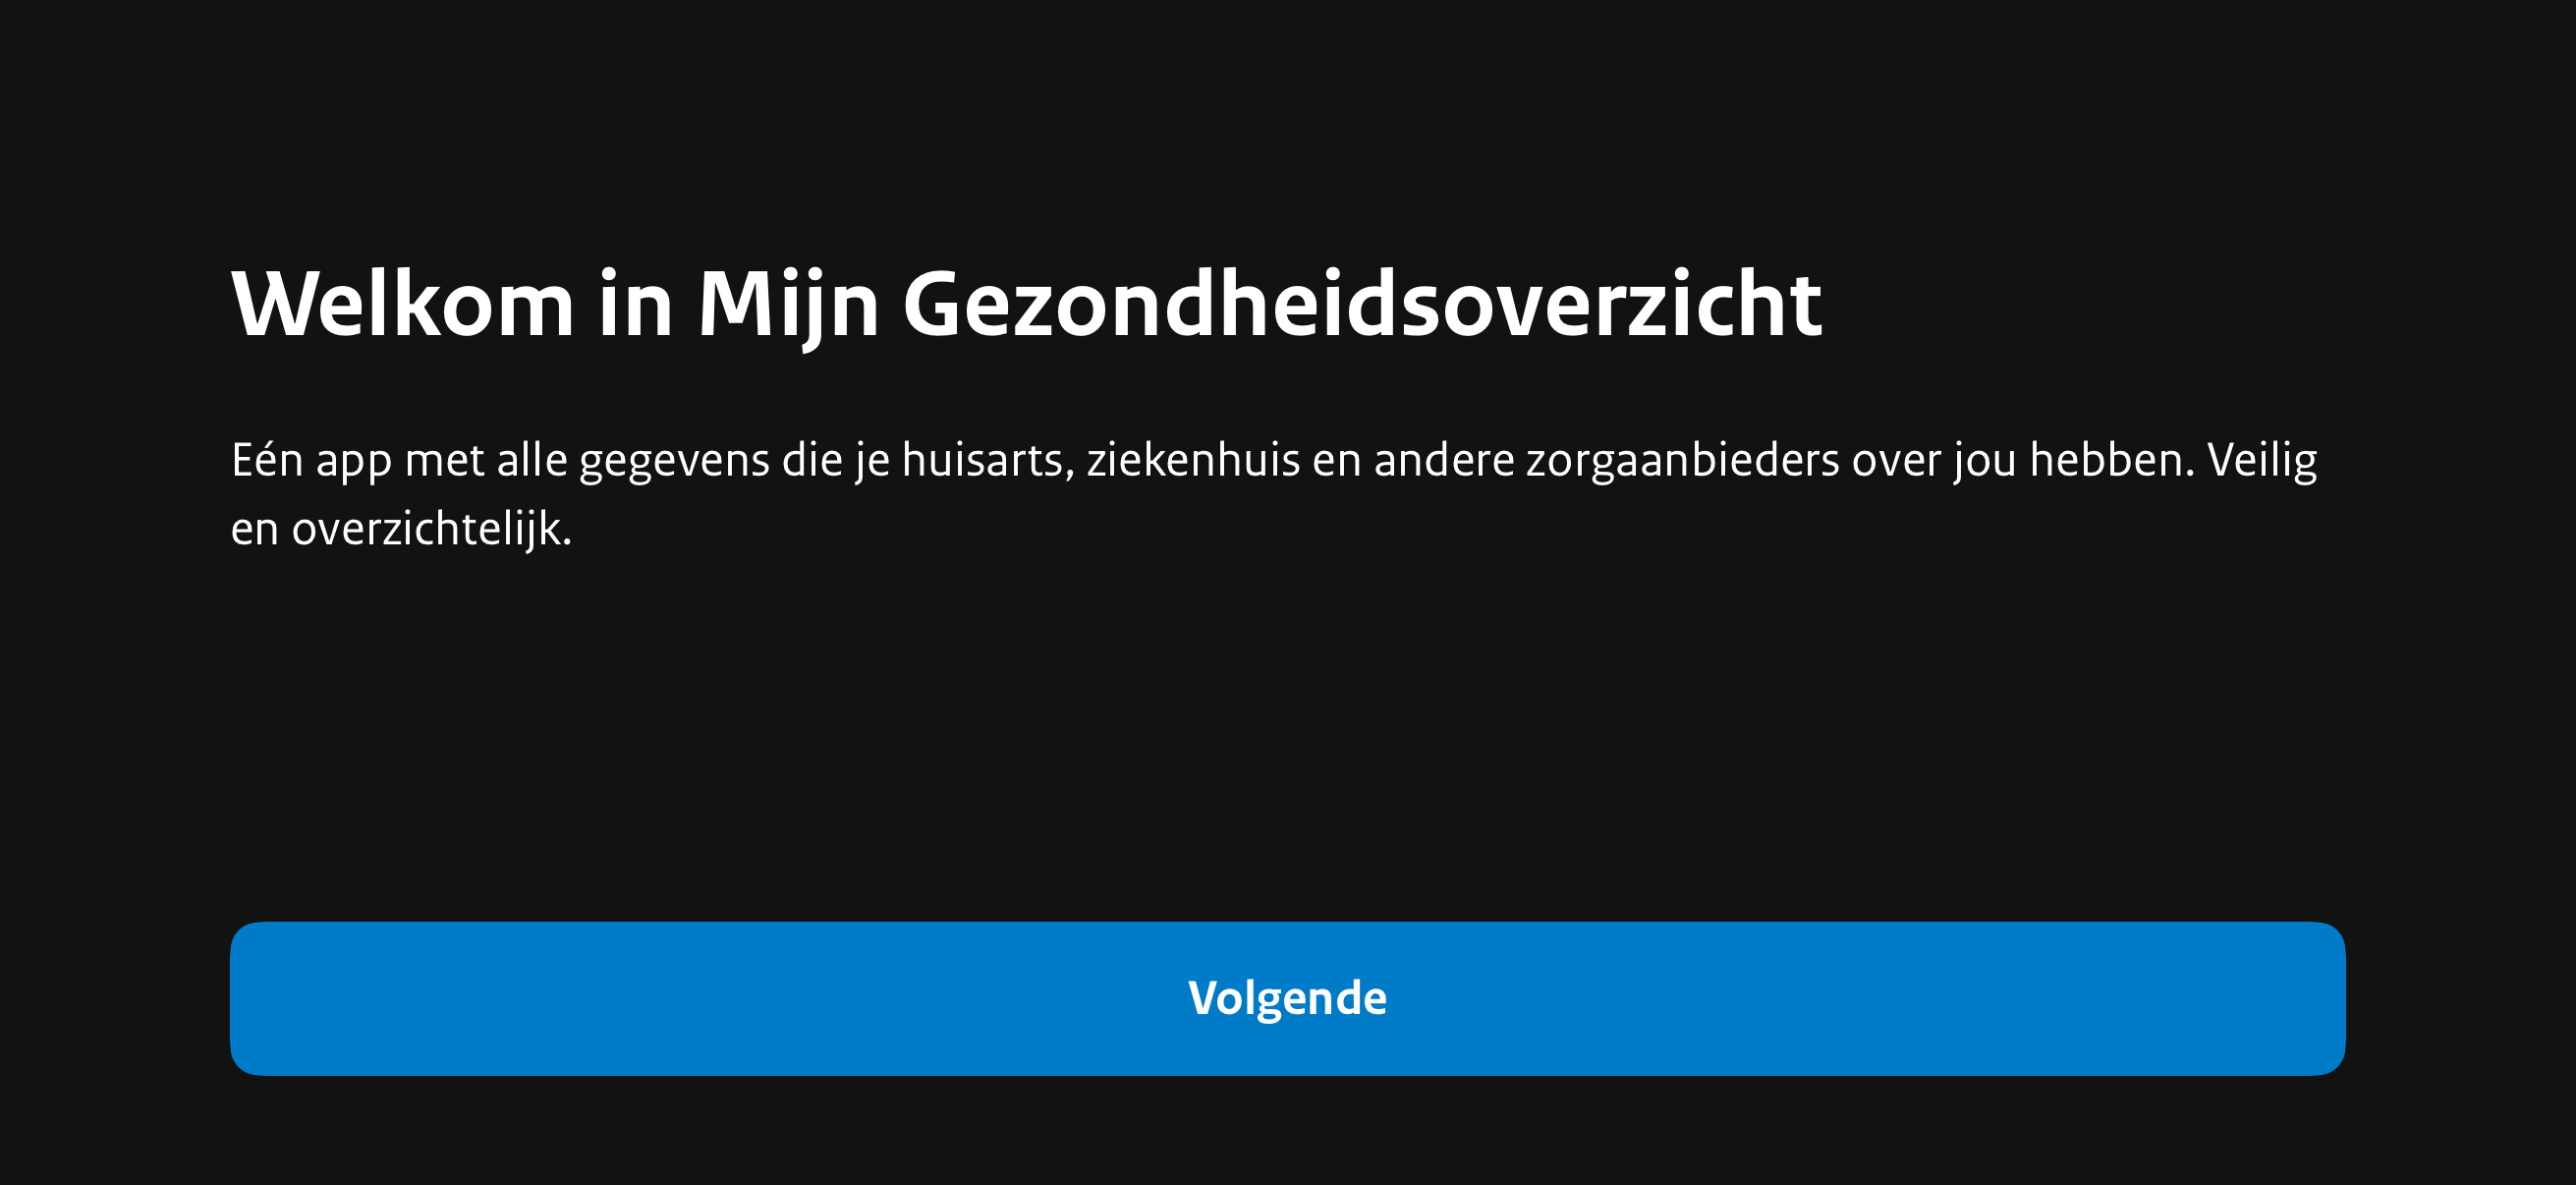 Welkom in Mijn Gezondheidsoverzicht
Eén app met alle gegevens die je huisarts, ziekenhuis en andere zorgaanbieders over jou hebben. Veilig
en overzichtelijk.
Volgende